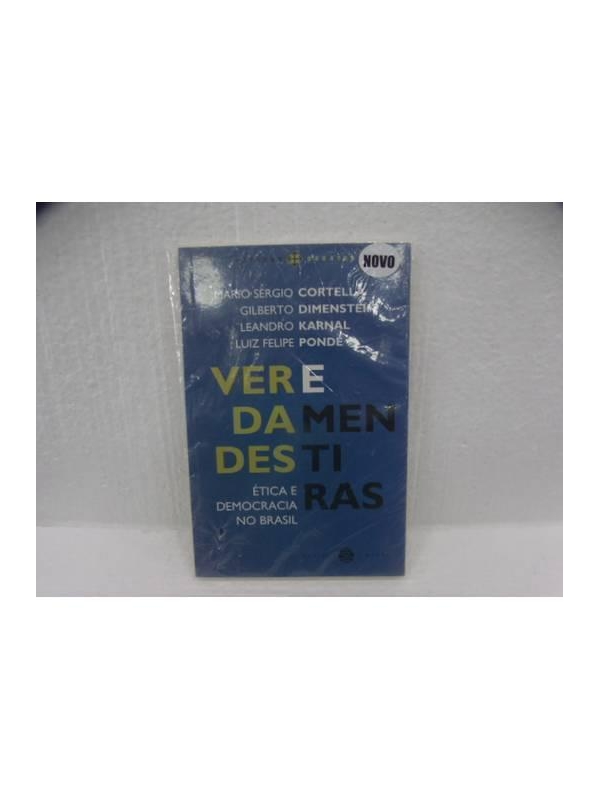 NOVO
MARIO SERGIO CORTELLA
GILBERTO DIMENSTEIN
LEANDRO KARNAL
LUIZ FELIPE PONDÉ
VER E
DA MEN
DES TI
RAS
ÉTICA E
DEMOCRACIA
NO BRASIL